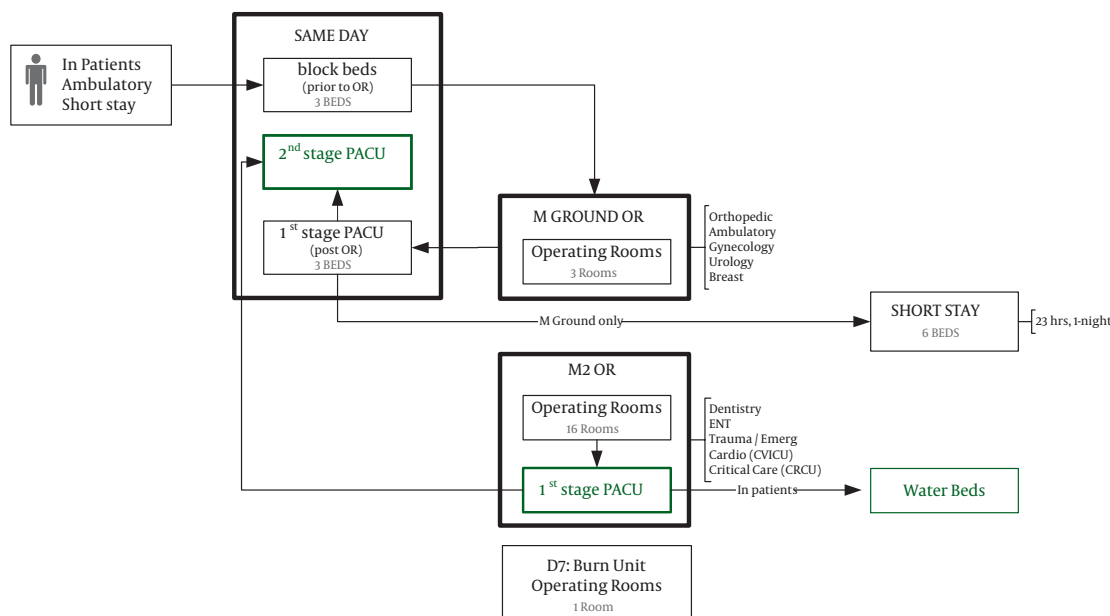 SAME DAY
In Patients
Ambulatory
Short stay
block beds
(prior to OR)
3 BEDS
2nd stage PACU
1st stage PACU
(post OR)
3 BEDS
M GROUND OR
Operating Rooms
3 Rooms
Orthopedic
Ambulatory
Gynecology
Urology
Breast
M Ground only
SHORT STAY
6 BEDS
23 hrs, 1-night
M2 OR
Operating Rooms
16 Rooms
Dentistry
ENT
Trauma / Emerg
Cardio (CVICU)
Critical Care (CRCU)
1st stage PACU
In patients
Water Beds
D7: Burn Unit
Operating Rooms
1 Room